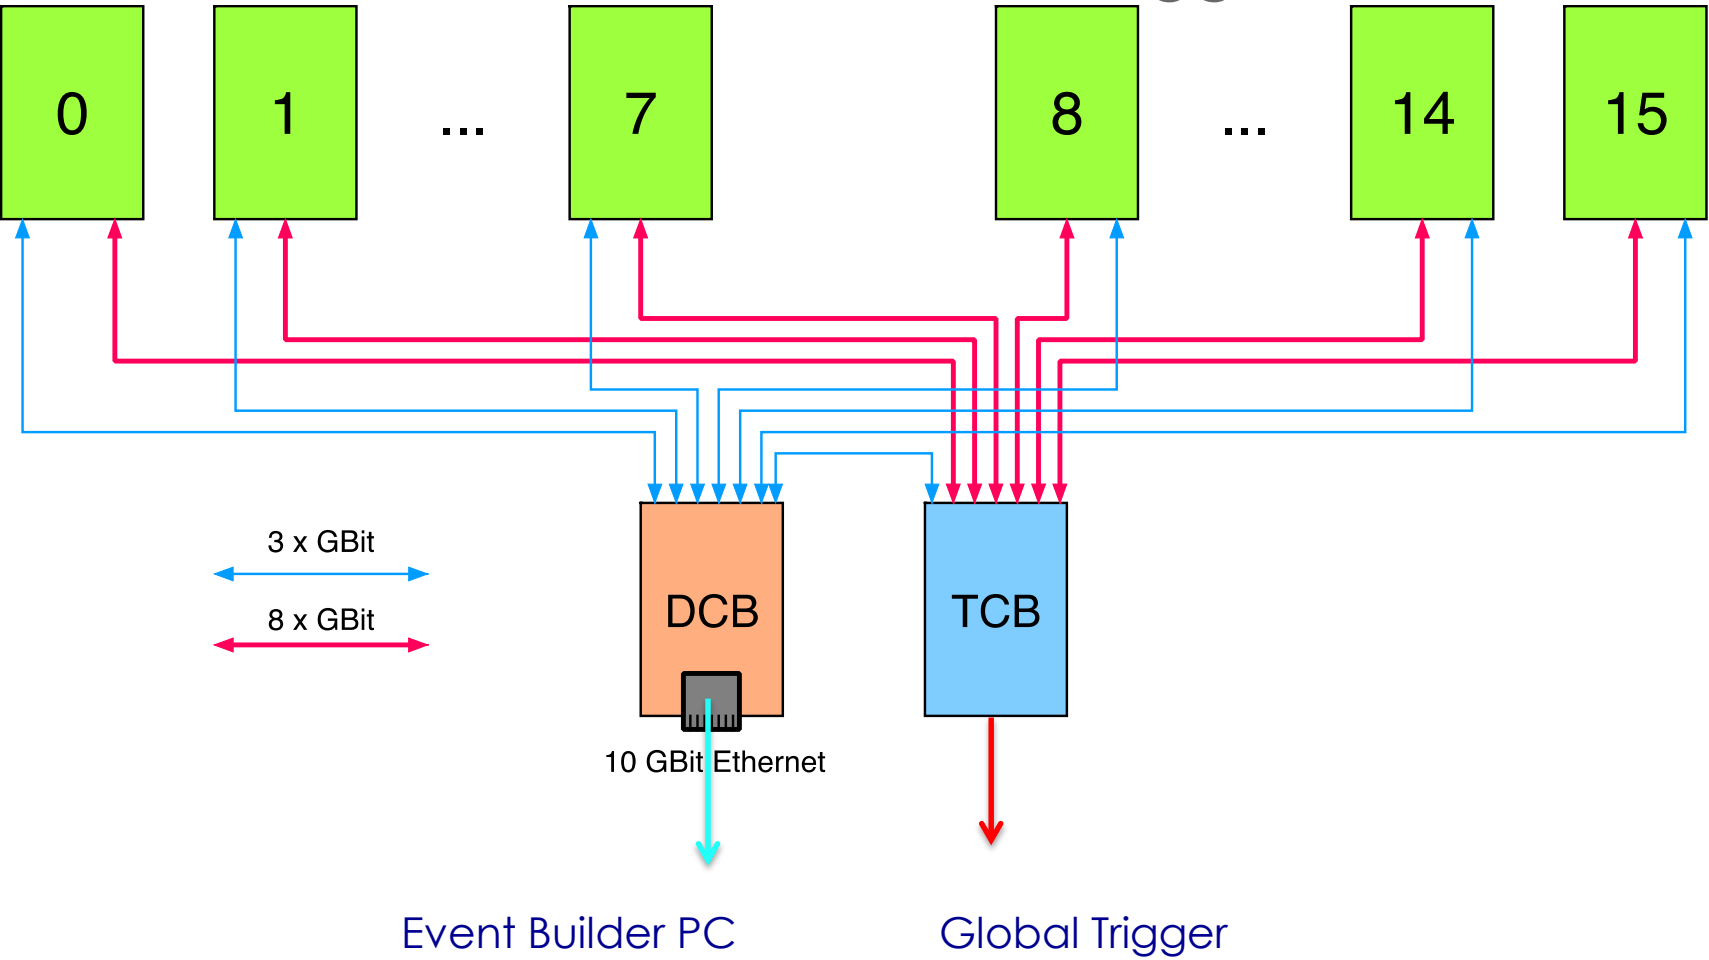 0
1
...
7
8
...
14
15
3 x GBit
8 x GBit
DCB
TCB
10 GBit Ethernet
Event Builder PC
Global Trigger